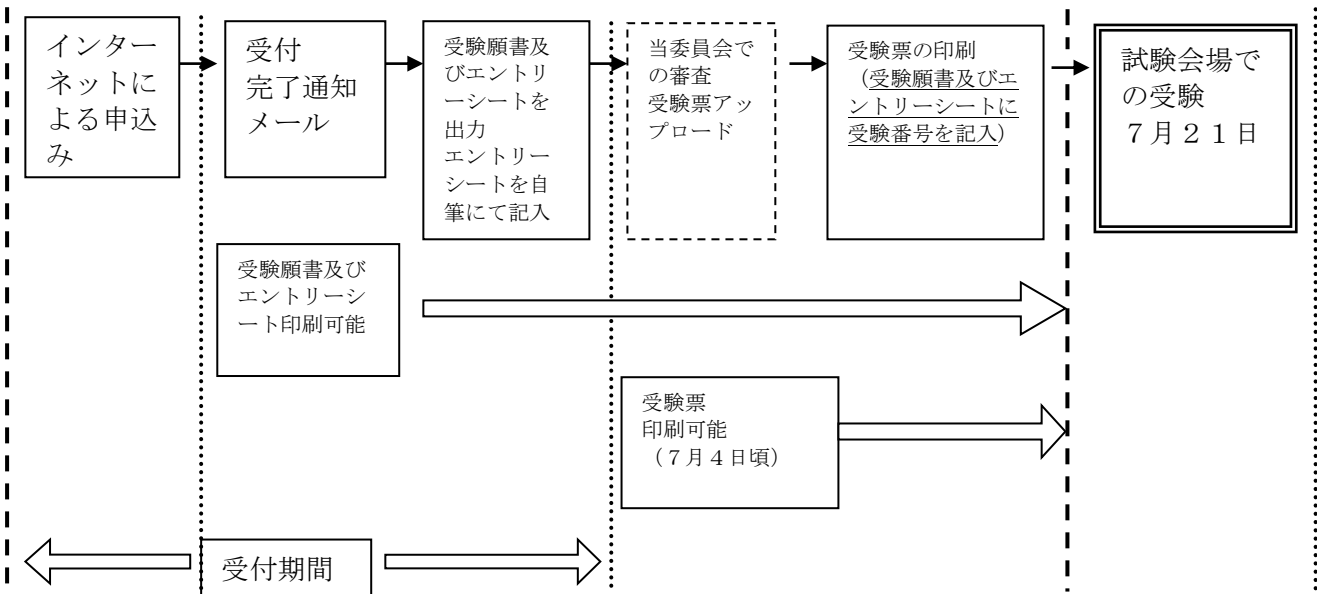 インター
ネットに
よる申込
み
受付
完了通知
メール
受験願書及
びエントリ
ーシートを
出力
エントリー
シートを自
筆にて記入
当委員会で
の審査
受験票アッ
プロード
受験票の印刷
(受験願書及びエ
ントリーシートに
受験番号を記入)
試験会場で
の受験
7月21日
受験願書及び
エントリーシ
ート印刷可能
受験票
印刷可能
(7月4日頃)
受付期間